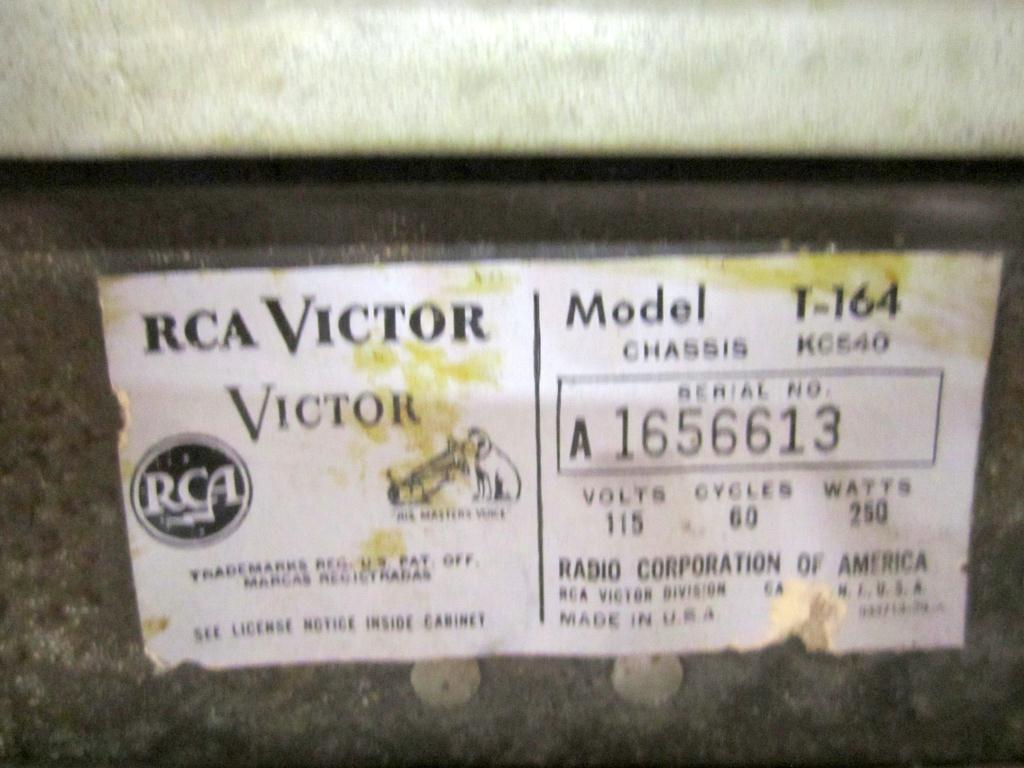 RCA VICTOR
VICTOR
RCA
HIS MASTERS VOICE
TRADEMARKS REG. U.S. PAT. OFF.
MARCAS REGISTRADAS
SEE LICENSE NOTICE INSIDE CABINET
Model T-164
CHASSIS KCS40
SERIAL NO.
A 1656613
VOLTS CYCLES WATTS
115 60 250
RADIO CORPORATION OF AMERICA
RCA VICTOR DIVISION CA N.J., U.S.A.
MADE IN U.S.A